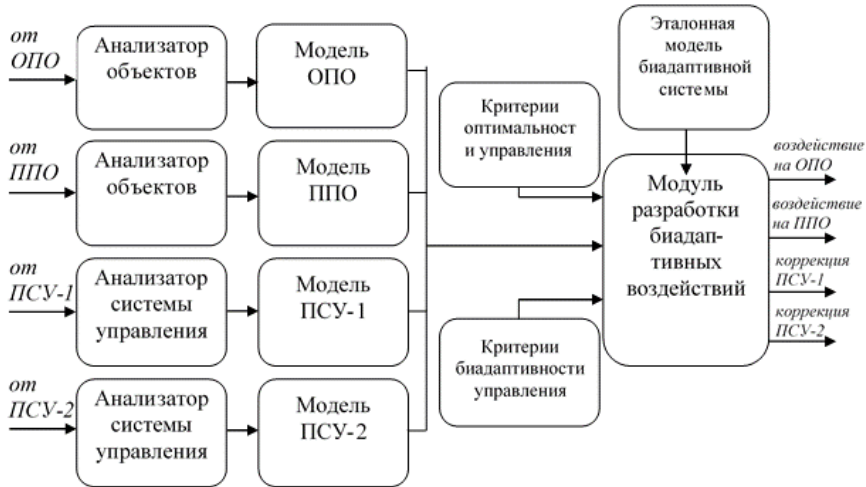 от
ОПО
Анализатор
объектов
Модель
ОПО
от
ППО
Анализатор
объектов
Модель
ППО
от
ПСУ-1
Анализатор
системы
управления
Модель
ПСУ-1
от
ПСУ-2
Анализатор
системы
управления
Модель
ПСУ-2
Критерии
оптимальност
и управления
Эталонная
модель
биадаптивной
системы
Критерии
биадаптивности
управления
Модуль
разработки
биадап-
тивных
воздействий
воздействие
на ОПО
воздействие
на ППО
коррекция
ПСУ-1
коррекция
ПСУ-2